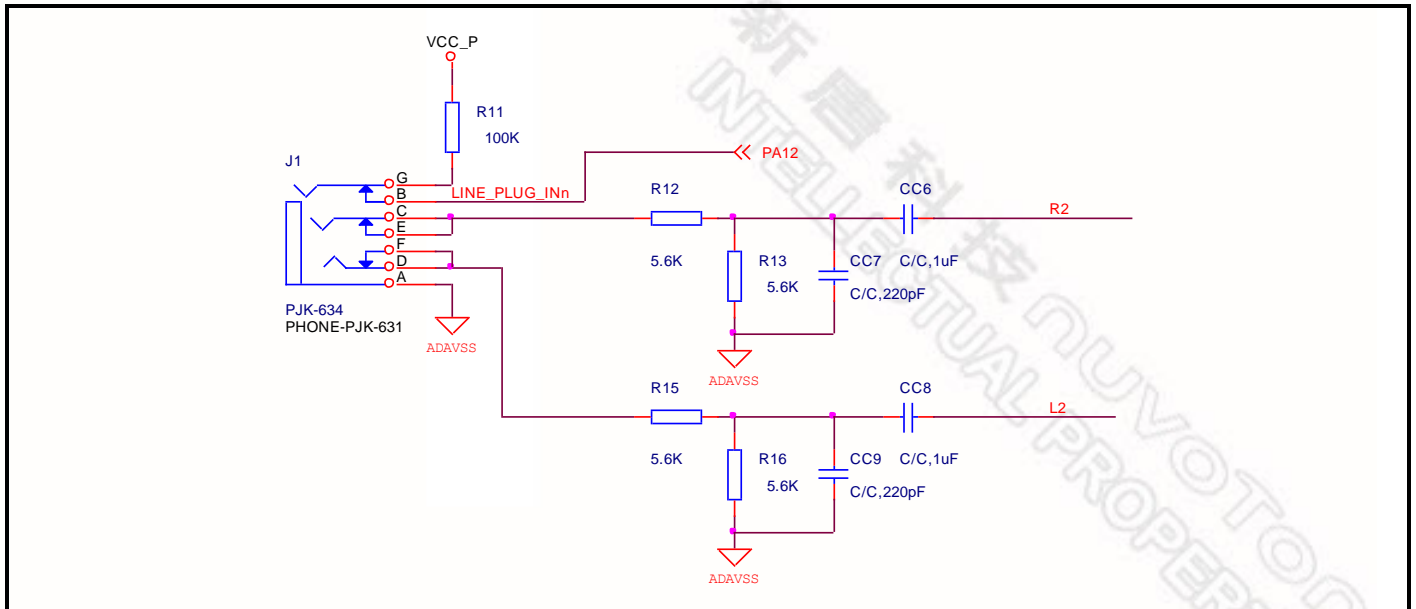 VCC_P
R11
100K
J1
G
B
C
E
F
D
A
LINE_PLUG_INn
PA12
PJK-634
PHONE-PJK-631
ADAVSS
R12
5.6K
R13
5.6K
CC7
C/C,220pF
CC6
C/C,1uF
R2
ADAVSS
R15
5.6K
R16
5.6K
CC9
C/C,220pF
CC8
C/C,1uF
L2
ADAVSS
新唐科技 nuvoton
INTELLECTUAL PROPER